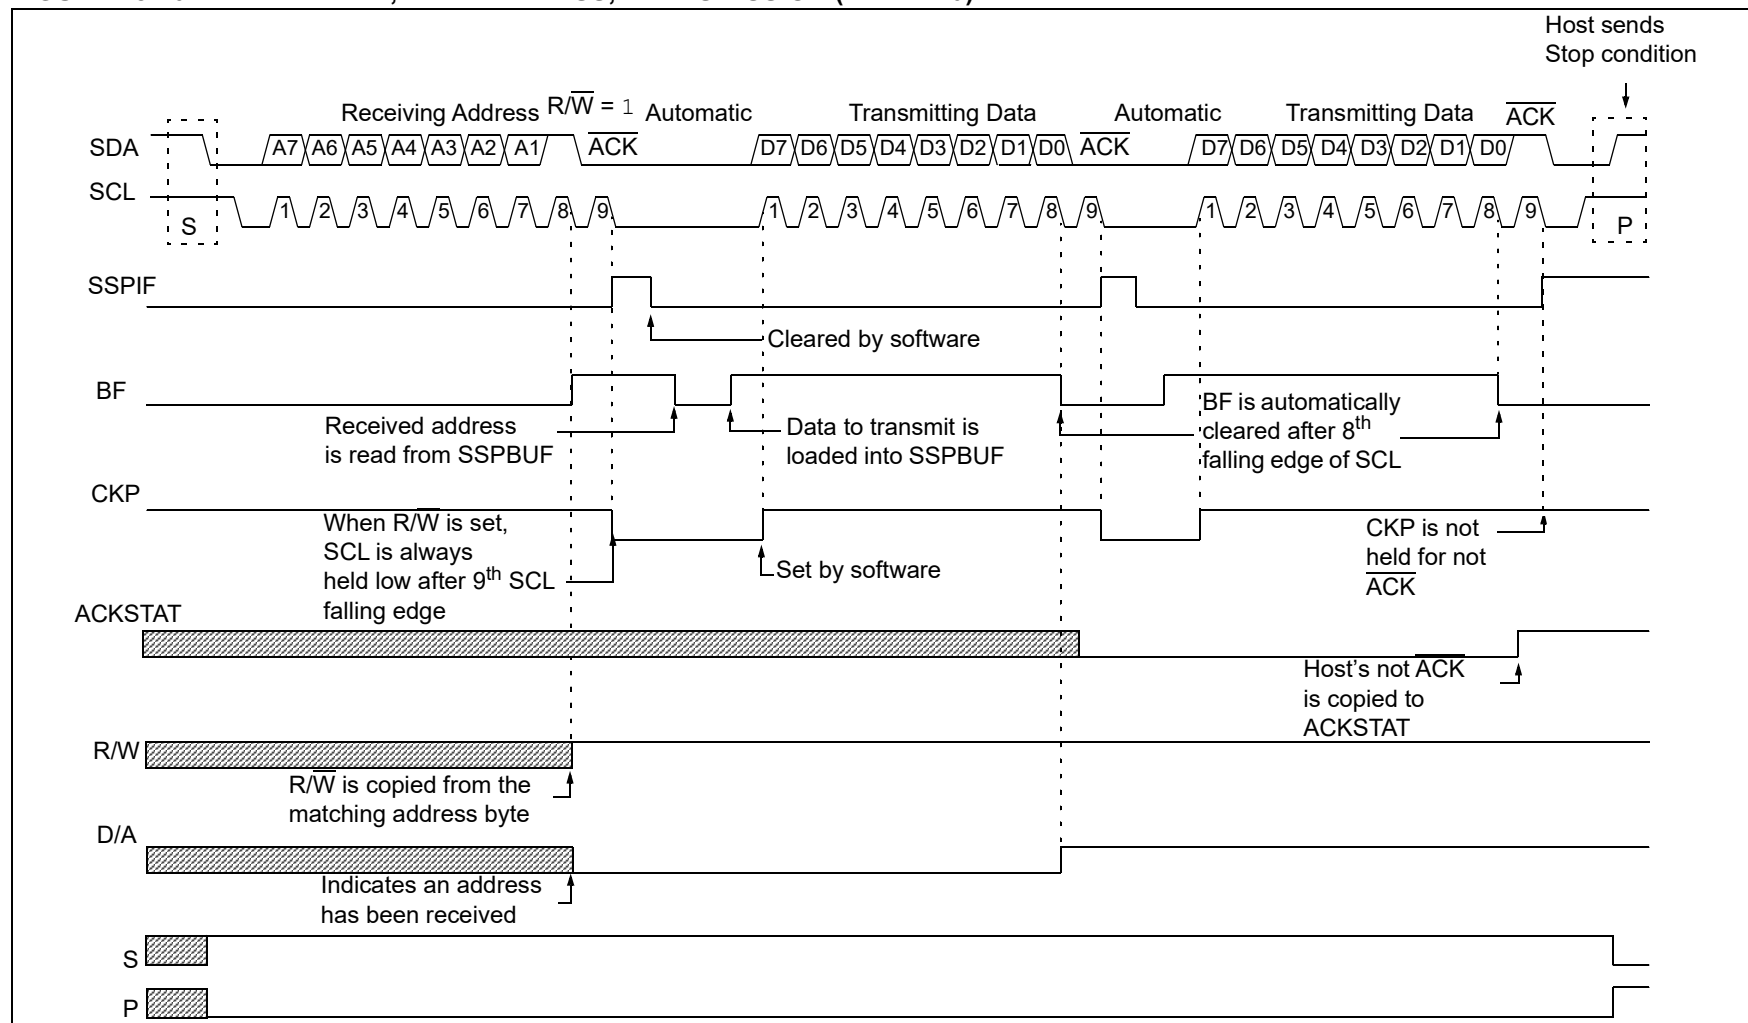 Host sends
Stop condition
Receiving Address R/W = 1 Automatic Transmitting Data Automatic Transmitting Data ACK
SDA A7 A6 A5 A4 A3 A2 A1 ACK D7 D6 D5 D4 D3 D2 D1 D0 ACK D7 D6 D5 D4 D3 D2 D1 D0
SCL 1 2 3 4 5 6 7 8 9 1 2 3 4 5 6 7 8 9 1 2 3 4 5 6 7 8 9
S P
SSPIF
Cleared by software
BF
Received address
is read from SSPBUF
Data to transmit is
loaded into SSPBUF
BF is automatically
cleared after 8th
falling edge of SCL
CKP
When R/W is set,
SCL is always
held low after 9th SCL
falling edge
Set by software
CKP is not
held for not
ACK
ACKSTAT
Host's not ACK
is copied to
ACKSTAT
R/W
R/W is copied from the
matching address byte
D/A
Indicates an address
has been received
S
P